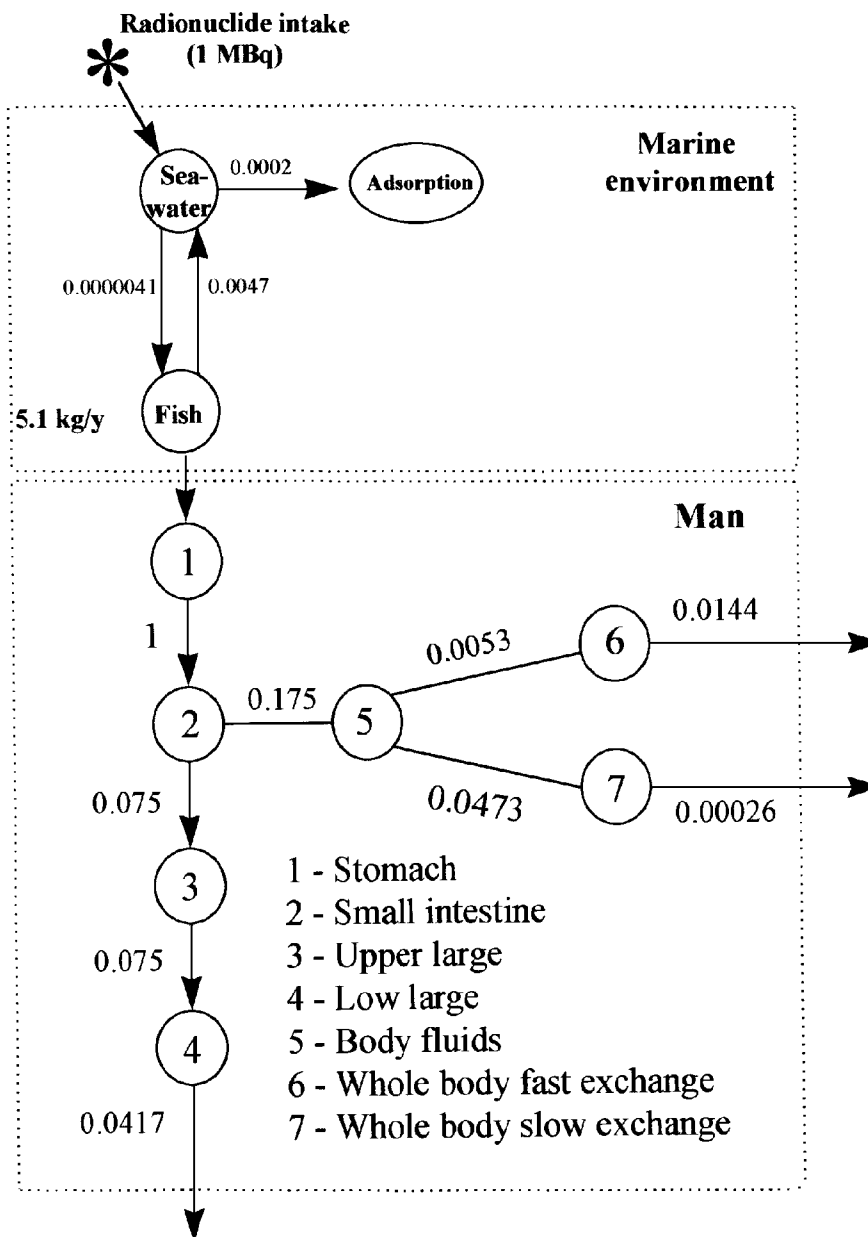 Radionuclide intake
(1 MBq)
Marine
environment
Sea-
water
0.0002
Adsorption
0.0000041
0.0047
5.1 kg/y
Fish
Man
1
1
2
0.175
5
0.0053
6
0.0144
0.0473
7
0.00026
0.075
3
0.075
4
0.0417
1 - Stomach
2 - Small intestine
3 - Upper large
4 - Low large
5 - Body fluids
6 - Whole body fast exchange
7 - Whole body slow exchange